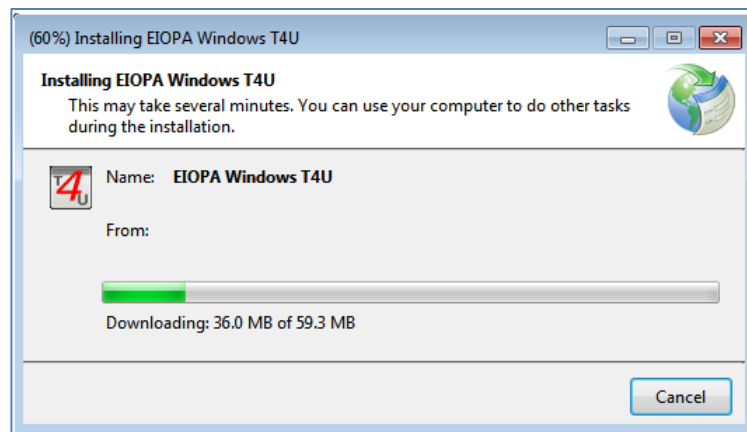 (60%) Installing EIOPA Windows T4U
Installing EIOPA Windows T4U
This may take several minutes. You can use your computer to do other tasks
during the installation.
T4U
Name: EIOPA Windows T4U
From:
Downloading: 36.0 MB of 59.3 MB
Cancel